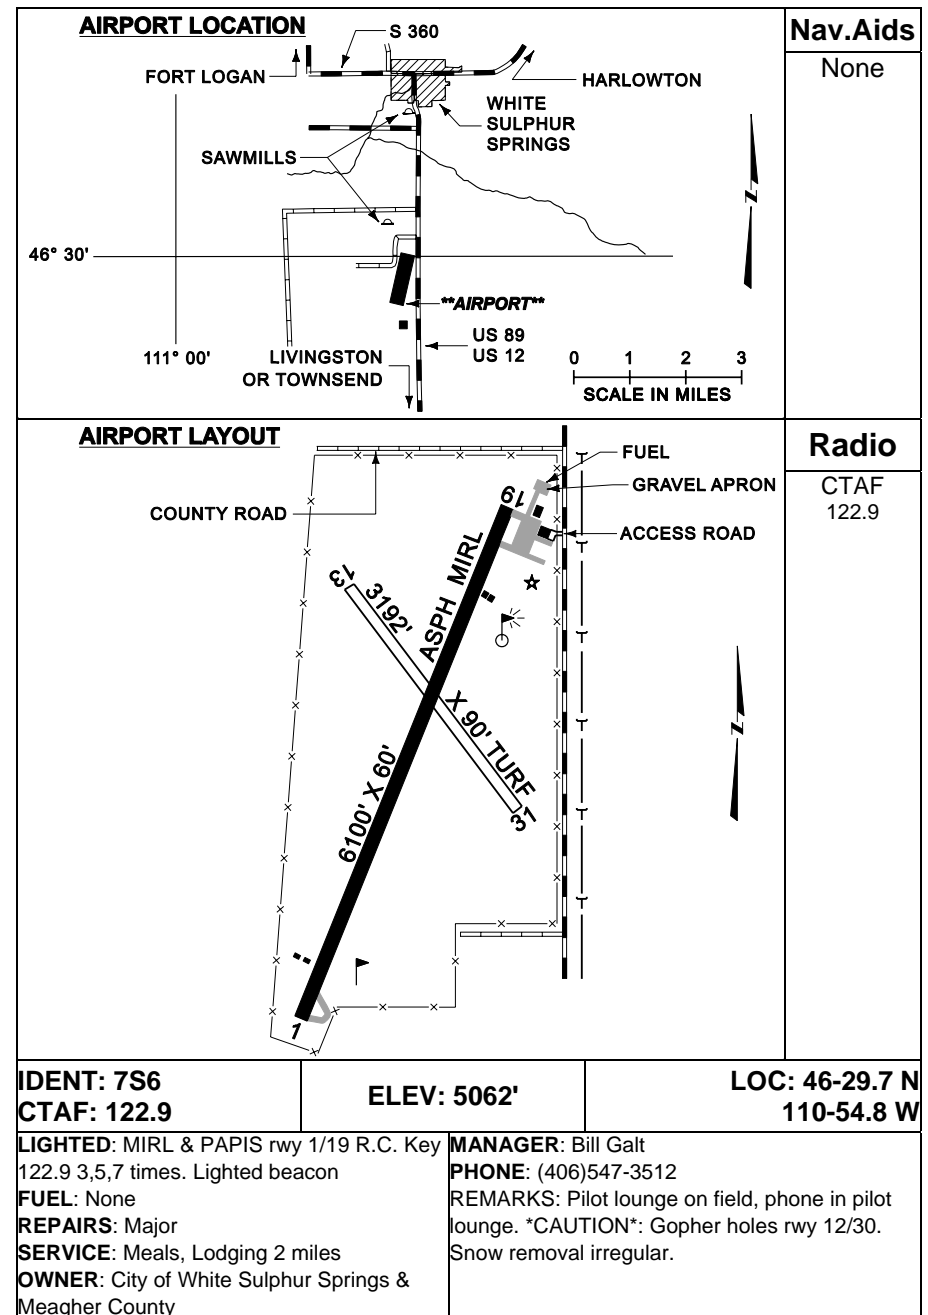 AIRPORT LOCATION
S 360
FORT LOGAN
HARLOWTON
WHITE
SULPHUR
SPRINGS
SAWMILLS
N
46° 30'
**AIRPORT**
US 89
US 12
111° 00'
LIVINGSTON
OR TOWNSEND
0 1 2 3
SCALE IN MILES
Nav.Aids
None
AIRPORT LAYOUT
FUEL
GRAVEL APRON
COUNTY ROAD
ACCESS ROAD
19
ASPH MIRL
13
3192'
X 90' TURF
31
6100' X 60'
1
N
Radio
CTAF
122.9
IDENT: 7S6
CTAF: 122.9
ELEV: 5062'
LOC: 46-29.7 N
110-54.8 W
LIGHTED: MIRL & PAPIS rwy 1/19 R.C. Key
122.9 3,5,7 times. Lighted beacon
FUEL: None
REPAIRS: Major
SERVICE: Meals, Lodging 2 miles
OWNER: City of White Sulphur Springs &
Meagher County
MANAGER: Bill Galt
PHONE: (406)547-3512
REMARKS: Pilot lounge on field, phone in pilot
lounge. *CAUTION*: Gopher holes rwy 12/30.
Snow removal irregular.